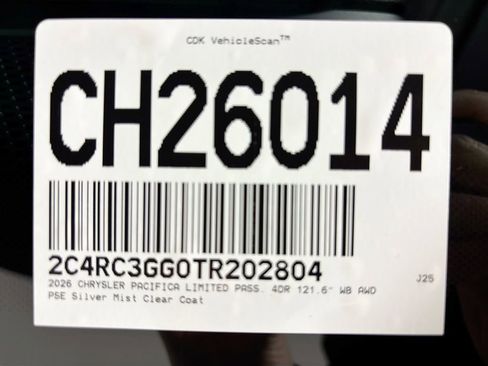 CDK VehicleScan™
CH26014
2C4RC3GG0TR202804
2026 CHRYSLER PACIFICA LIMITED PASS. 4DR 121.6" WB AWD
J25
PSE Silver Mist Clear Coat